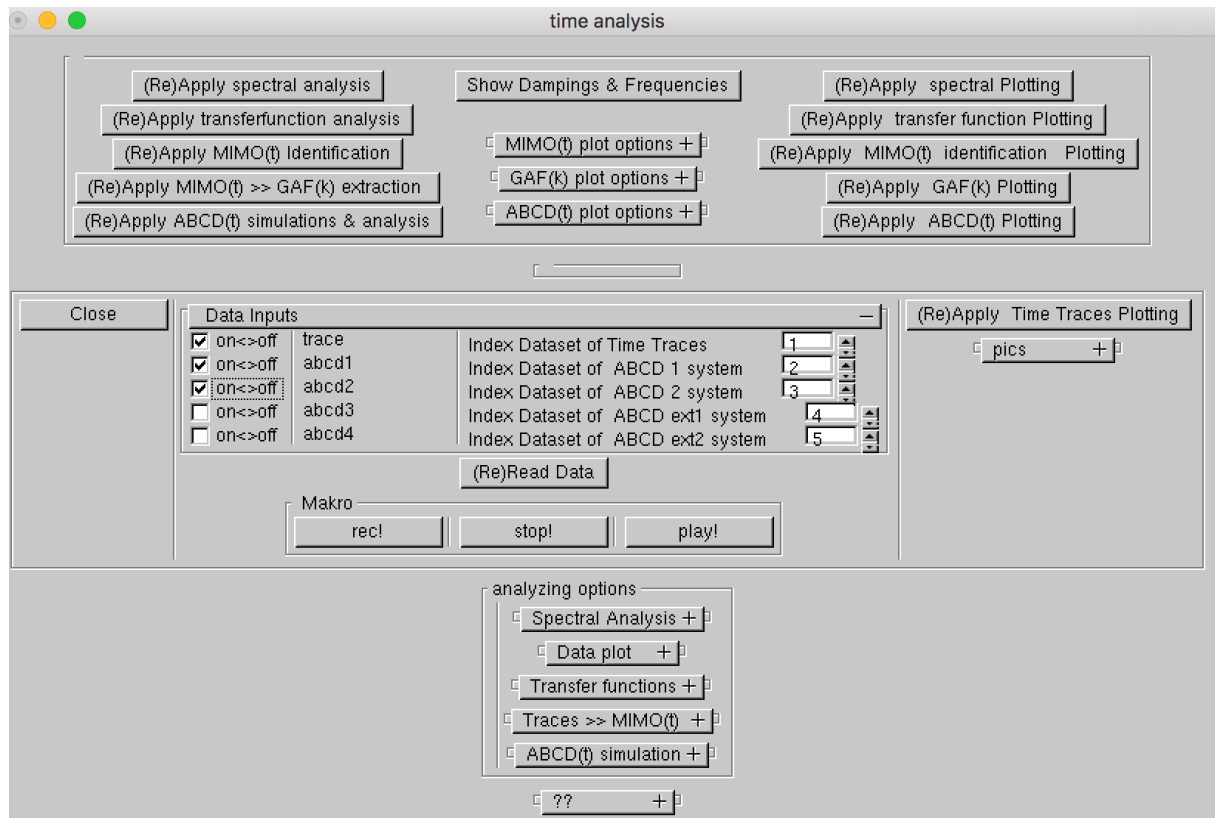 time analysis
(Re)Apply spectral analysis
(Re)Apply transferfunction analysis
(Re)Apply MIMO(t) Identification
(Re)Apply MIMO(t) >> GAF(k) extraction
(Re)Apply ABCD(t) simulations & analysis
Show Dampings & Frequencies
MIMO(t) plot options +
GAF(k) plot options +
ABCD(t) plot options +
(Re)Apply spectral Plotting
(Re)Apply transfer function Plotting
(Re)Apply MIMO(t) identification Plotting
(Re)Apply GAF(k) Plotting
(Re)Apply ABCD(t) Plotting
Close
Data Inputs –
on<>off trace Index Dataset of Time Traces 1
on<>off abcd1 Index Dataset of ABCD 1 system 2
on<>off abcd2 Index Dataset of ABCD 2 system 3
on<>off abcd3 Index Dataset of ABCD ext1 system 4
on<>off abcd4 Index Dataset of ABCD ext2 system 5
(Re)Read Data
Makro
rec! stop! play!
(Re)Apply Time Traces Plotting
pics +
analyzing options
Spectral Analysis +
Data plot +
Transfer functions +
Traces >> MIMO(t) +
ABCD(t) simulation +
?? +